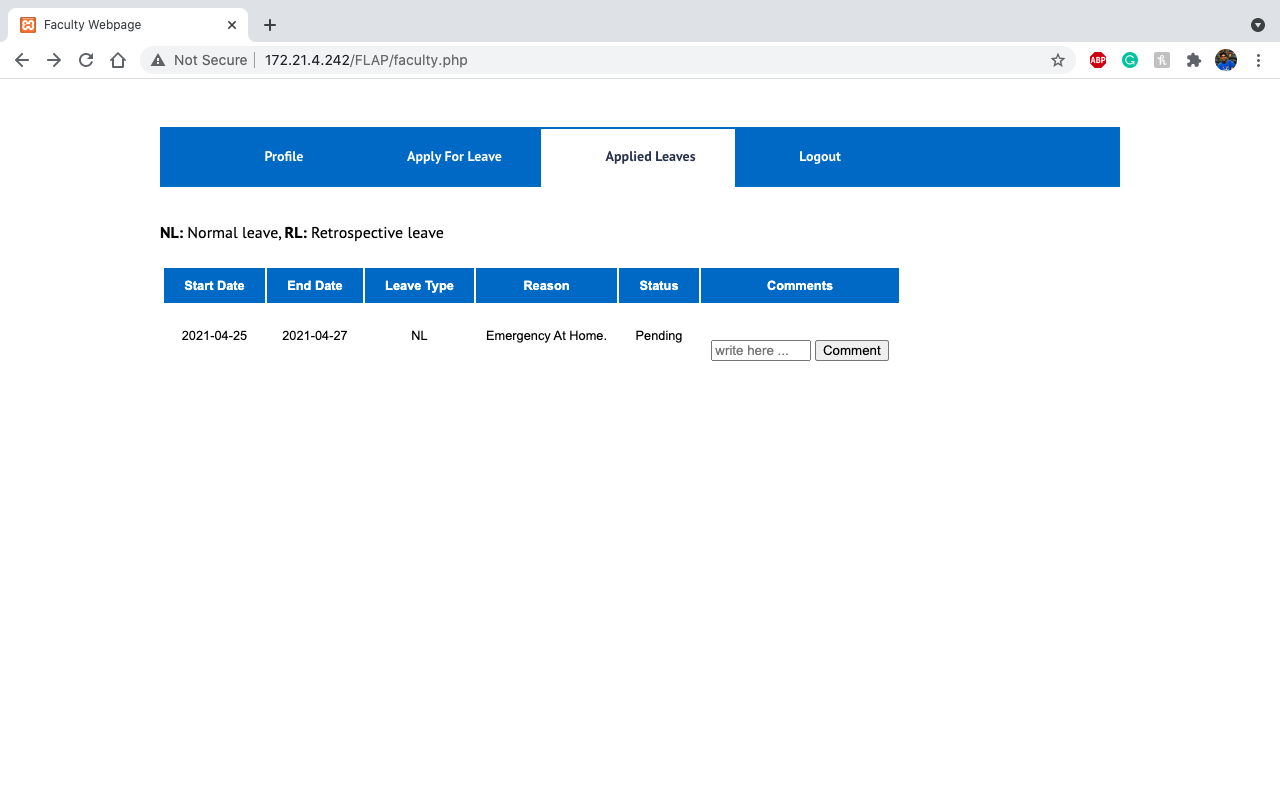 Faculty Webpage
Not Secure 172.21.4.242/FLAP/faculty.php
ABP
Profile Apply For Leave Applied Leaves Logout
NL: Normal leave, RL: Retrospective leave
Start Date End Date Leave Type Reason Status Comments
2021-04-25 2021-04-27 NL Emergency At Home. Pending
write here ... Comment